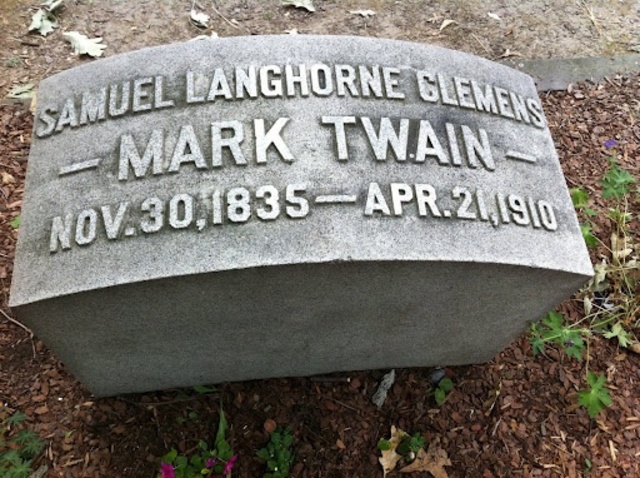 SAMUEL LANGHORNE CLEMENS
— MARK TWAIN —
NOV. 30, 1835 — APR. 21, 1910